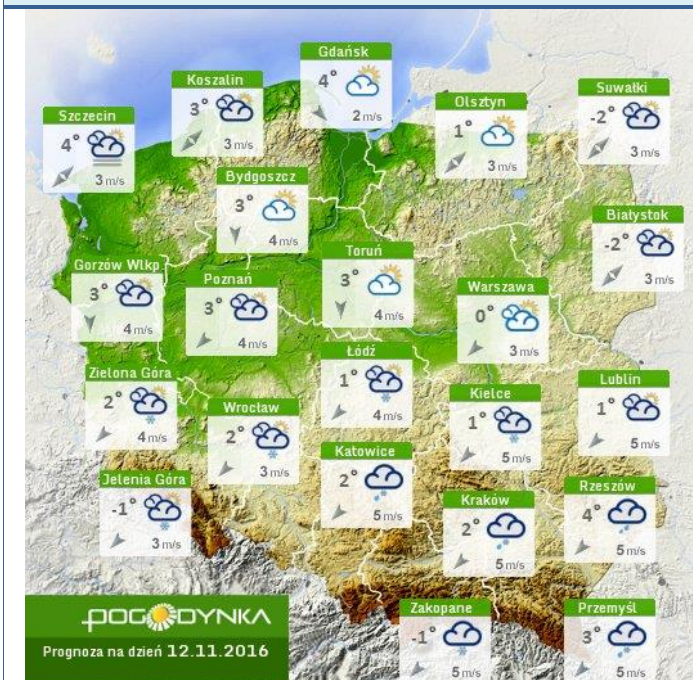 Gdańsk
4°
2 m/s
Koszalin
3°
3 m/s
Suwałki
-2°
3 m/s
Olsztyn
1°
3 m/s
Szczecin
4°
3 m/s
Bydgoszcz
3°
4 m/s
Białystok
-2°
3 m/s
Toruń
3°
4 m/s
Gorzów Wlkp
3°
4 m/s
Poznań
3°
4 m/s
Warszawa
0°
3 m/s
Łódź
1°
4 m/s
Zielona Góra
2°
4 m/s
Lublin
1°
5 m/s
Kielce
1°
5 m/s
Wrocław
2°
3 m/s
Katowice
2°
5 m/s
Jelenia Góra
-1°
3 m/s
Rzeszów
4°
5 m/s
Kraków
2°
5 m/s
Zakopane
-1°
5 m/s
Przemyśl
3°
5 m/s
POGODYNKA
Prognoza na dzień 12.11.2016